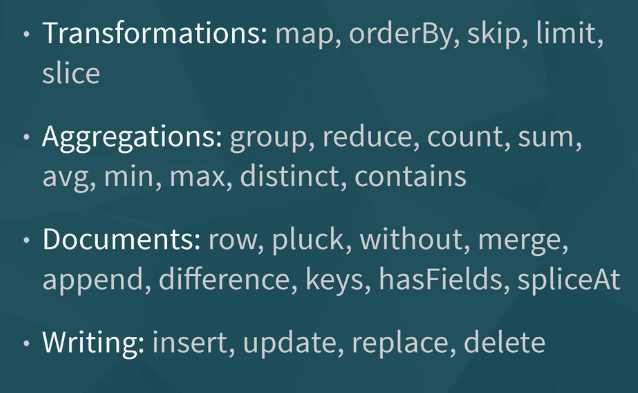 • Transformations: map, orderBy, skip, limit,
slice
• Aggregations: group, reduce, count, sum,
avg, min, max, distinct, contains
• Documents: row, pluck, without, merge,
append, difference, keys, hasFields, spliceAt
• Writing: insert, update, replace, delete